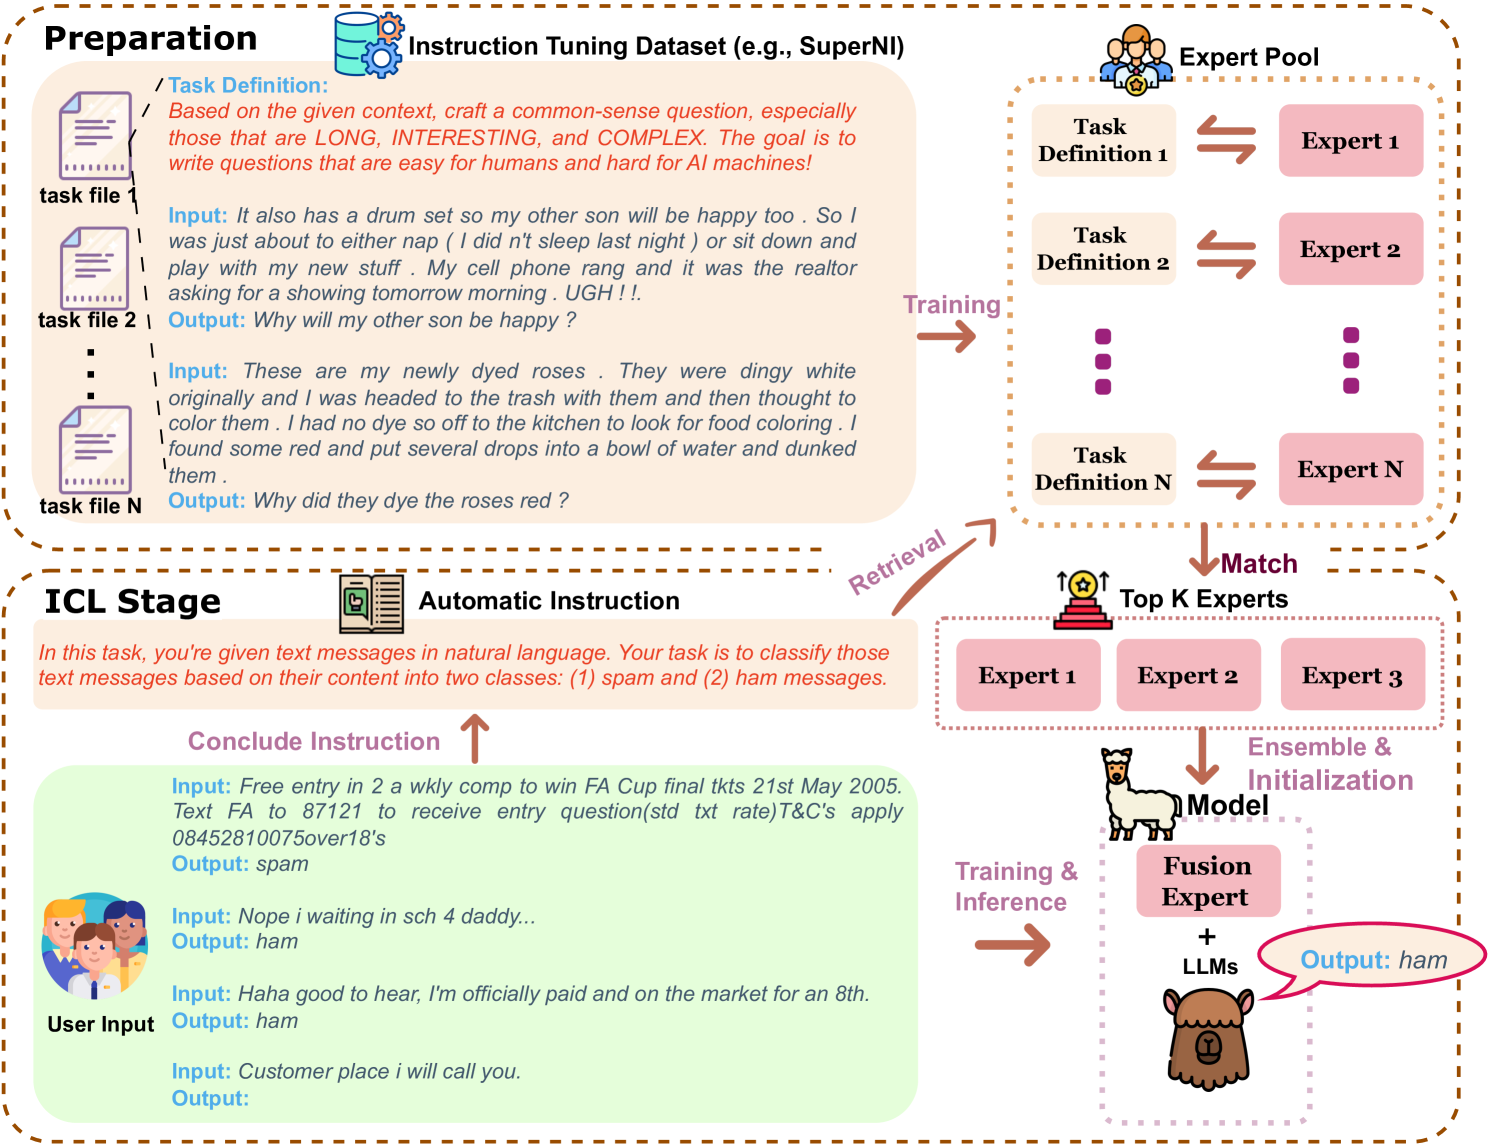 Preparation
Instruction Tuning Dataset (e.g., SuperNI)
task file 1
task file 2
task file N
Task Definition:
Based on the given context, craft a common-sense question, especially
those that are LONG, INTERESTING, and COMPLEX. The goal is to
write questions that are easy for humans and hard for AI machines!
Input: It also has a drum set so my other son will be happy too . So I
was just about to either nap ( I did n't sleep last night ) or sit down and
play with my new stuff . My cell phone rang and it was the realtor
asking for a showing tomorrow morning . UGH ! !.
Output: Why will my other son be happy ?
Input: These are my newly dyed roses . They were dingy white
originally and I was headed to the trash with them and then thought to
color them . I had no dye so off to the kitchen to look for food coloring . I
found some red and put several drops into a bowl of water and dunked
them .
Output: Why did they dye the roses red ?
Training
Expert Pool
Task
Definition 1
Expert 1
Task
Definition 2
Expert 2
Task
Definition N
Expert N
Retrieval
Match
ICL Stage
Automatic Instruction
In this task, you're given text messages in natural language. Your task is to classify those
text messages based on their content into two classes: (1) spam and (2) ham messages.
Conclude Instruction
User Input
Input: Free entry in 2 a wkly comp to win FA Cup final tkts 21st May 2005.
Text FA to 87121 to receive entry question(std txt rate)T&C's apply
08452810075over18's
Output: spam
Input: Nope i waiting in sch 4 daddy...
Output: ham
Input: Haha good to hear, I'm officially paid and on the market for an 8th.
Output: ham
Input: Customer place i will call you.
Output:
Top K Experts
Expert 1
Expert 2
Expert 3
Ensemble &
Initialization
Model
Training &
Inference
Fusion
Expert
+
LLMs
Output: ham